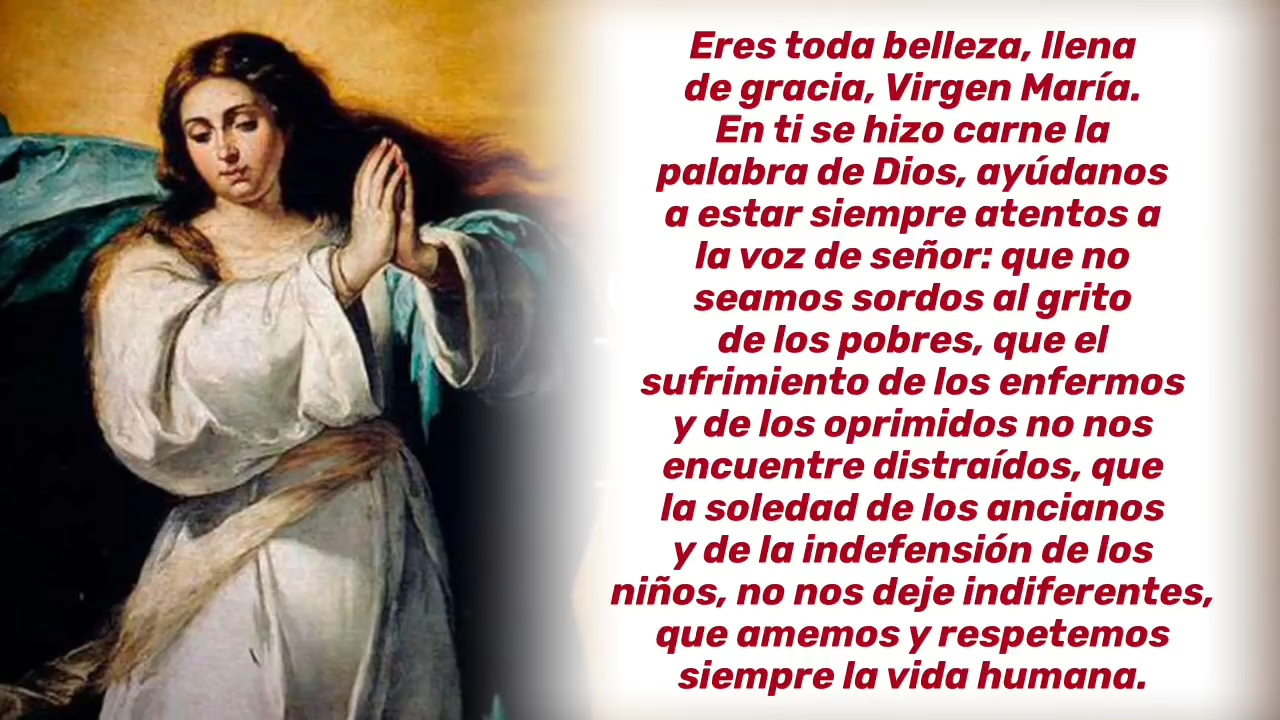 Eres toda belleza, llena
de gracia, Virgen María.
En ti se hizo carne la
palabra de Dios, ayúdanos
a estar siempre atentos a
la voz de señor: que no
seamos sordos al grito
de los pobres, que el
sufrimiento de los enfermos
y de los oprimidos no nos
encuentre distraídos, que
la soledad de los ancianos
y de la indefensión de los
niños, no nos deje indiferentes,
que amemos y respetemos
siempre la vida humana.